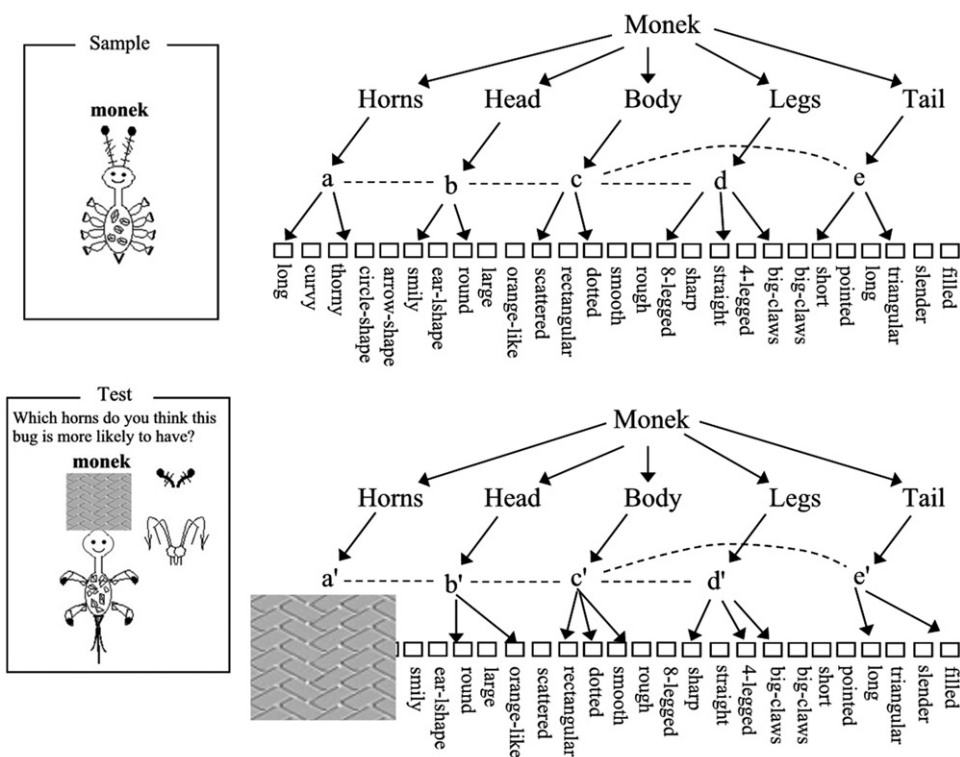 Sample
monek
Monek
Horns
Head
Body
Legs
Tail
a
b
c
d
e
long
curvy
thorny
circle-shape
arrow-shape
smily
ear-lshape
round
large
orange-like
scattered
rectangular
dotted
smooth
rough
8-legged
sharp
straight
4-legged
big-claws
big-claws
short
pointed
long
triangular
slender
filled
Test
Which horns do you think this
bug is more likely to have?
monek
Monek
Horns
Head
Body
Legs
Tail
a'
b'
c'
d'
e'
smily
ear-lshape
round
large
orange-like
scattered
rectangular
dotted
smooth
rough
8-legged
sharp
straight
4-legged
big-claws
big-claws
short
pointed
long
triangular
slender
filled